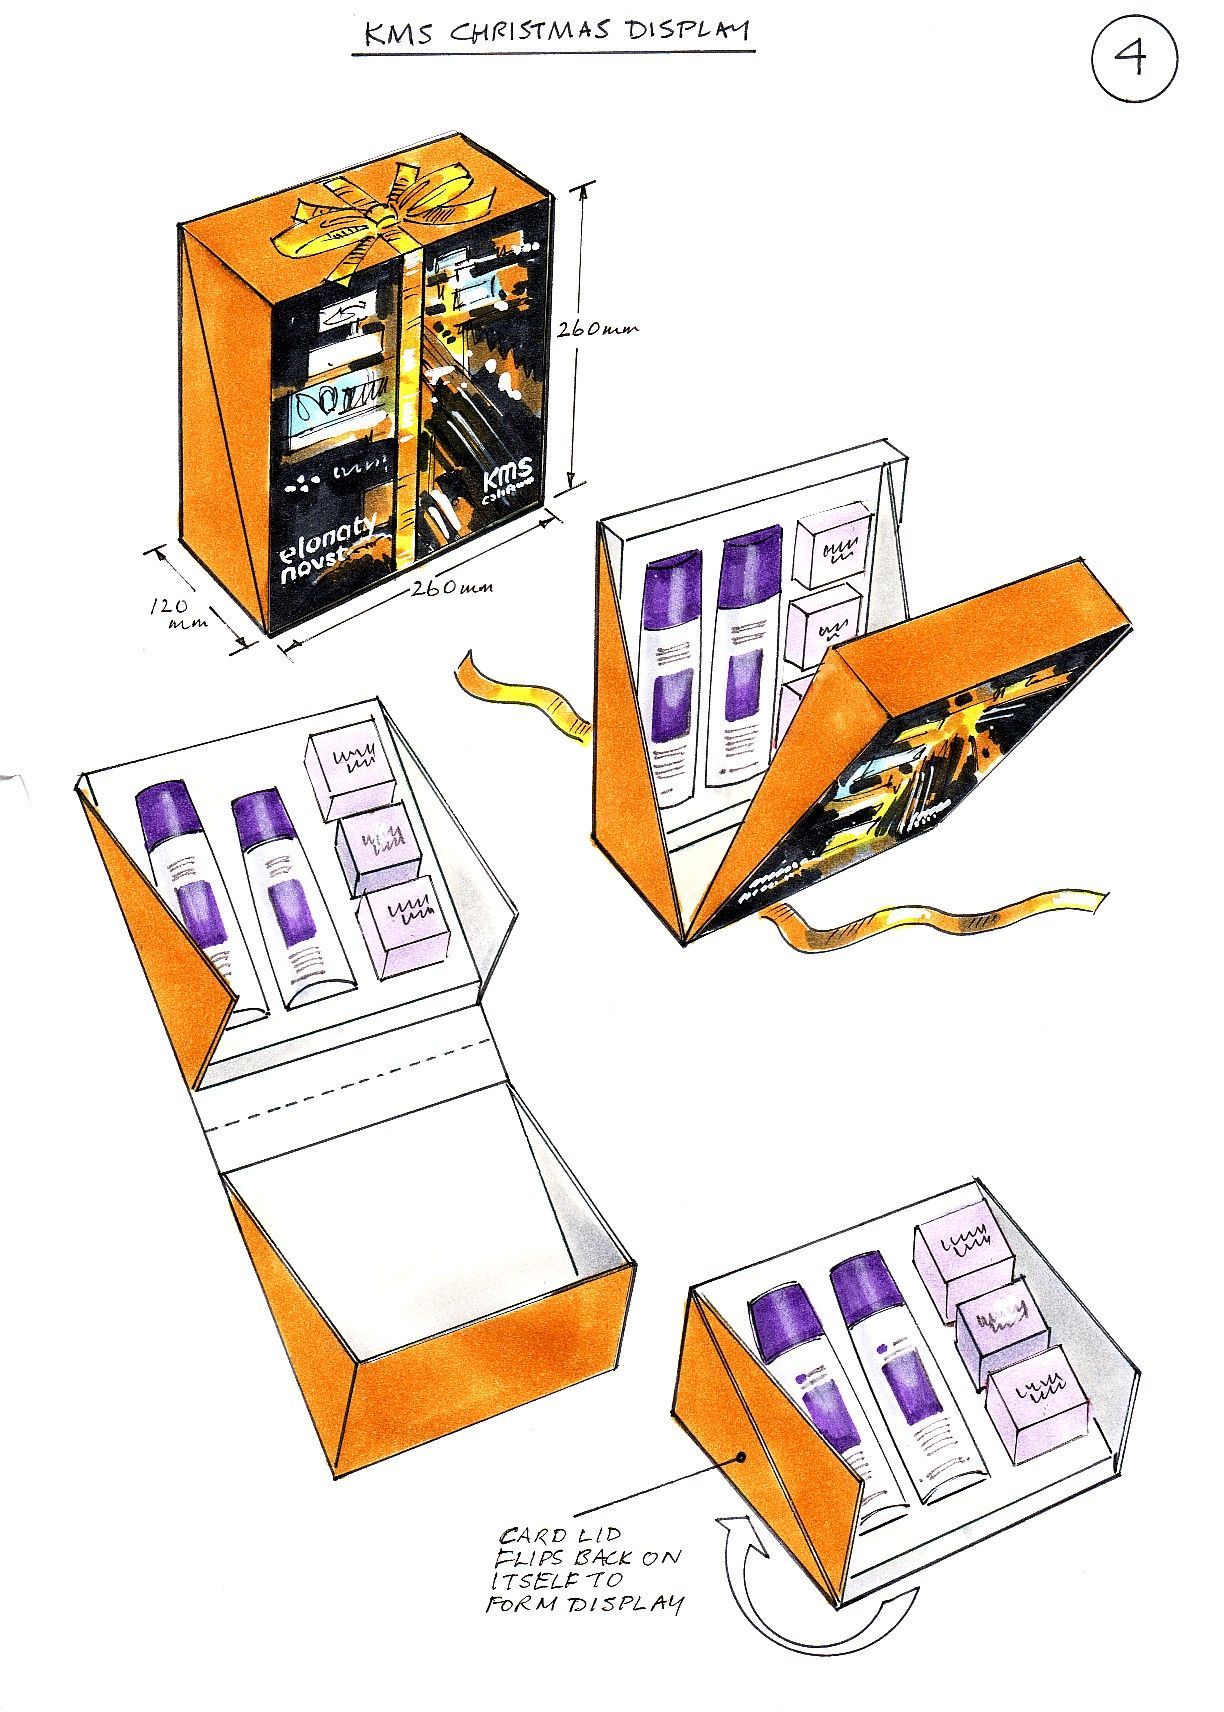 KMS CHRISTMAS DISPLAY
4
260mm
kms
elonaty
novst
260mm
120
mm
CARD LID
FLIPS BACK ON
ITSELF TO
FORM DISPLAY